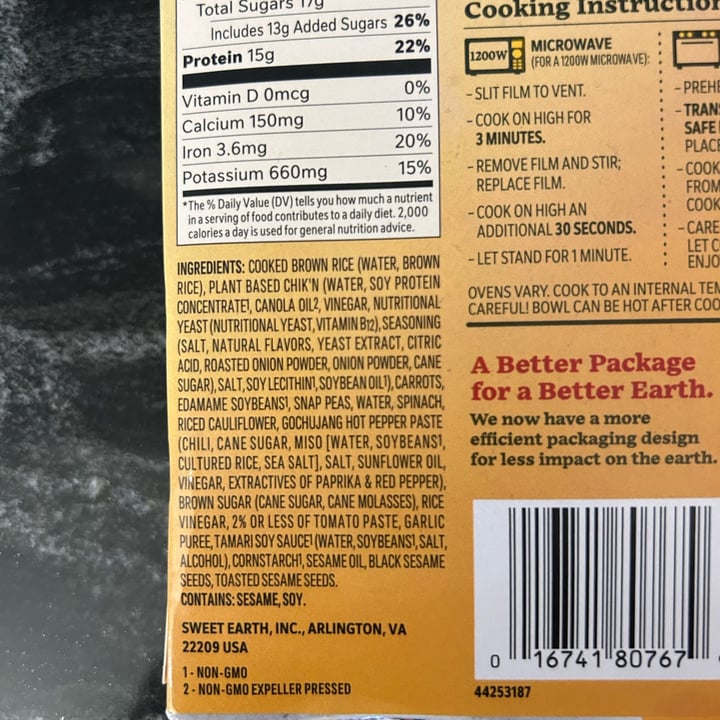 Total Sugars 17g
Includes 13g Added Sugars 26%
Protein 15g 22%
Vitamin D 0mcg 0%
Calcium 150mg 10%
Iron 3.6mg 20%
Potassium 660mg 15%
*The % Daily Value (DV) tells you how much a nutrient
in a serving of food contributes to a daily diet. 2,000
calories a day is used for general nutrition advice.
INGREDIENTS: COOKED BROWN RICE (WATER, BROWN
RICE), PLANT BASED CHIK'N (WATER, SOY PROTEIN
CONCENTRATE¹, CANOLA OIL², VINEGAR, NUTRITIONAL
YEAST (NUTRITIONAL YEAST, VITAMIN B12), SEASONING
(SALT, NATURAL FLAVORS, YEAST EXTRACT, CITRIC
ACID, ROASTED ONION POWDER, ONION POWDER, CANE
SUGAR), SALT, SOY LECITHIN¹, SOYBEAN OIL¹), CARROTS,
EDAMAME SOYBEANS¹, SNAP PEAS, WATER, SPINACH,
RICED CAULIFLOWER, GOCHUJANG HOT PEPPER PASTE
(CHILI, CANE SUGAR, MISO [WATER, SOYBEANS¹,
CULTURED RICE, SEA SALT], SALT, SUNFLOWER OIL,
VINEGAR, EXTRACTIVES OF PAPRIKA & RED PEPPER),
BROWN SUGAR (CANE SUGAR, CANE MOLASSES), RICE
VINEGAR, 2% OR LESS OF TOMATO PASTE, GARLIC
PUREE, TAMARI SOY SAUCE¹ (WATER, SOYBEANS¹, SALT,
ALCOHOL), CORNSTARCH¹, SESAME OIL, BLACK SESAME
SEEDS, TOASTED SESAME SEEDS.
CONTAINS: SESAME, SOY.
SWEET EARTH, INC., ARLINGTON, VA
22209 USA
1 - NON-GMO
2 - NON-GMO EXPELLER PRESSED
Cooking Instruction
1200W
MICROWAVE
(FOR A 1200W MICROWAVE):
- SLIT FILM TO VENT.
- COOK ON HIGH FOR
3 MINUTES.
- REMOVE FILM AND STIR;
REPLACE FILM.
- COOK ON HIGH AN
ADDITIONAL 30 SECONDS.
- LET STAND FOR 1 MINUTE.
- PREHE
- TRAN
SAFE
PLAC
- COOK
FROM
COOK
- CARE
LET C
ENJO
OVENS VARY. COOK TO AN INTERNAL TEM
CAREFUL! BOWL CAN BE HOT AFTER COO
A Better Package
for a Better Earth.
We now have a more
efficient packaging design
for less impact on the earth.
0 16741 80767
44253187